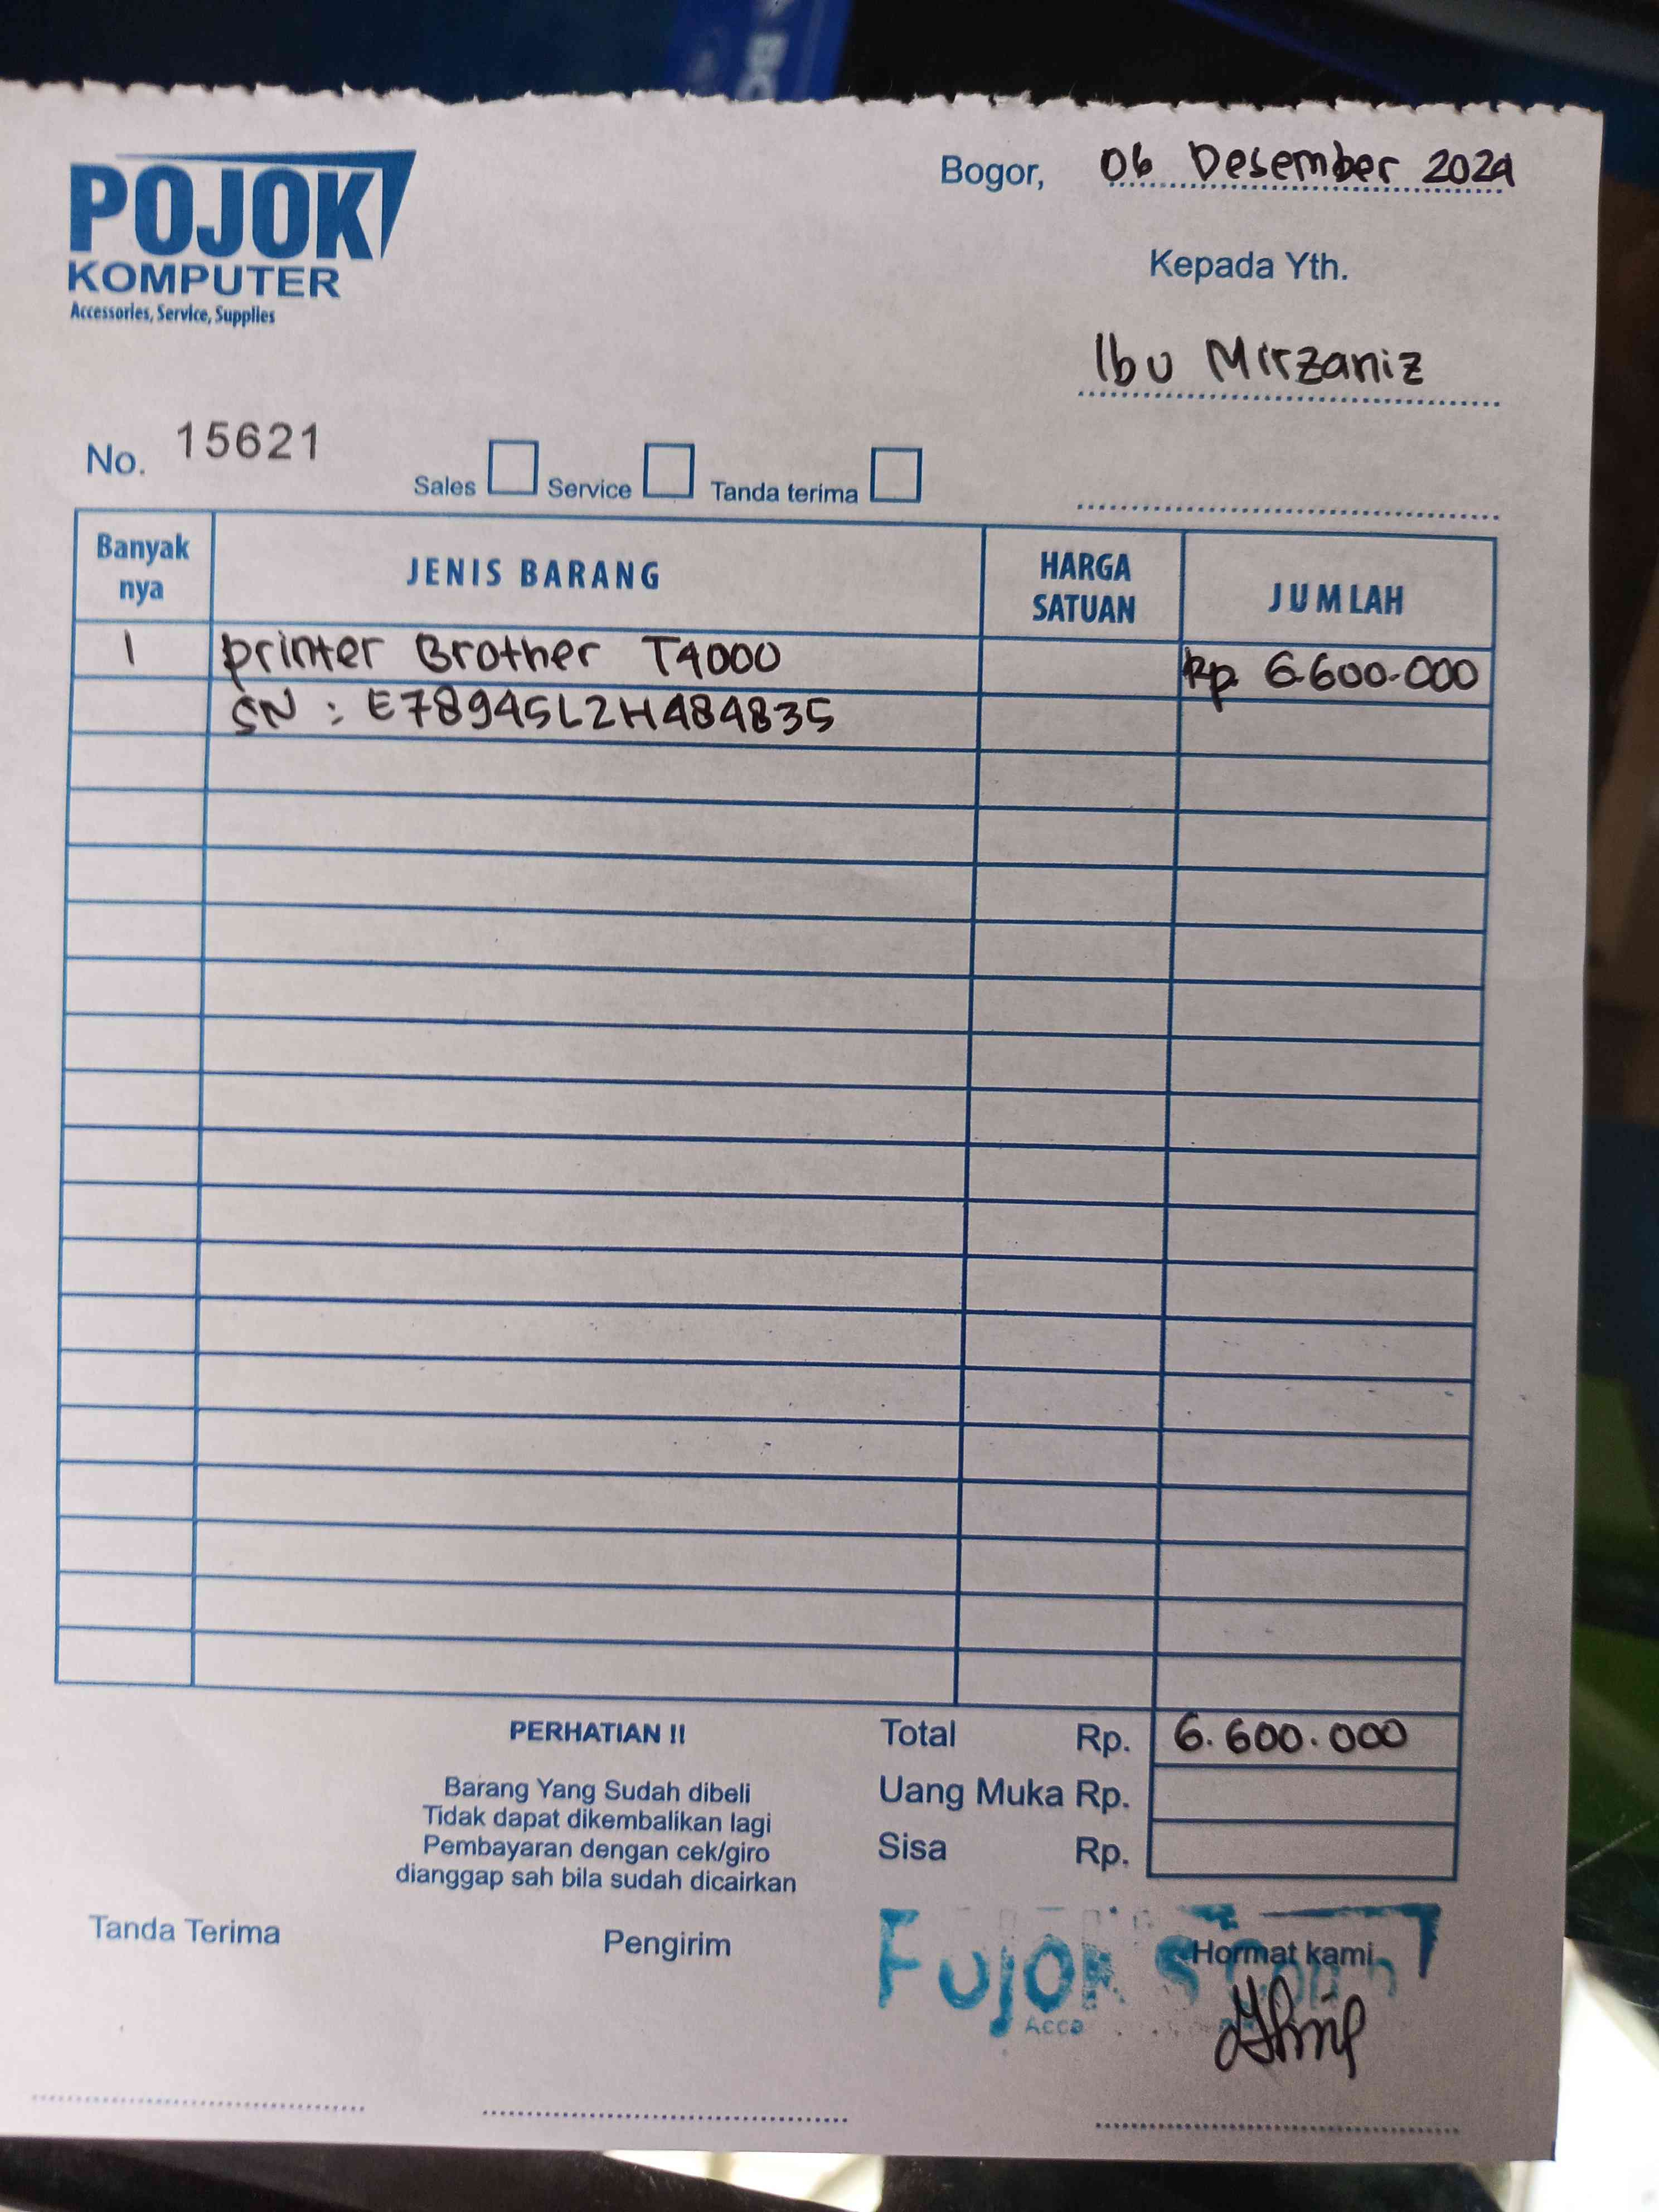 POJOK
KOMPUTER
Accessories, Service, Supplies
Bogor, 06 Desember 2024
Kepada Yth.
Ibu Mirzaniz
No. 15621
Sales Service Tanda terima
Banyak nya JENIS BARANG HARGA SATUAN JUMLAH
1 printer Brother T4000 Rp. 6.600.000
SN : E78945L2H484835
PERHATIAN !!
Barang Yang Sudah dibeli
Tidak dapat dikembalikan lagi
Pembayaran dengan cek/giro
dianggap sah bila sudah dicairkan
Total Rp. 6.600.000
Uang Muka Rp.
Sisa Rp.
Tanda Terima
Pengirim
Hormat kami,